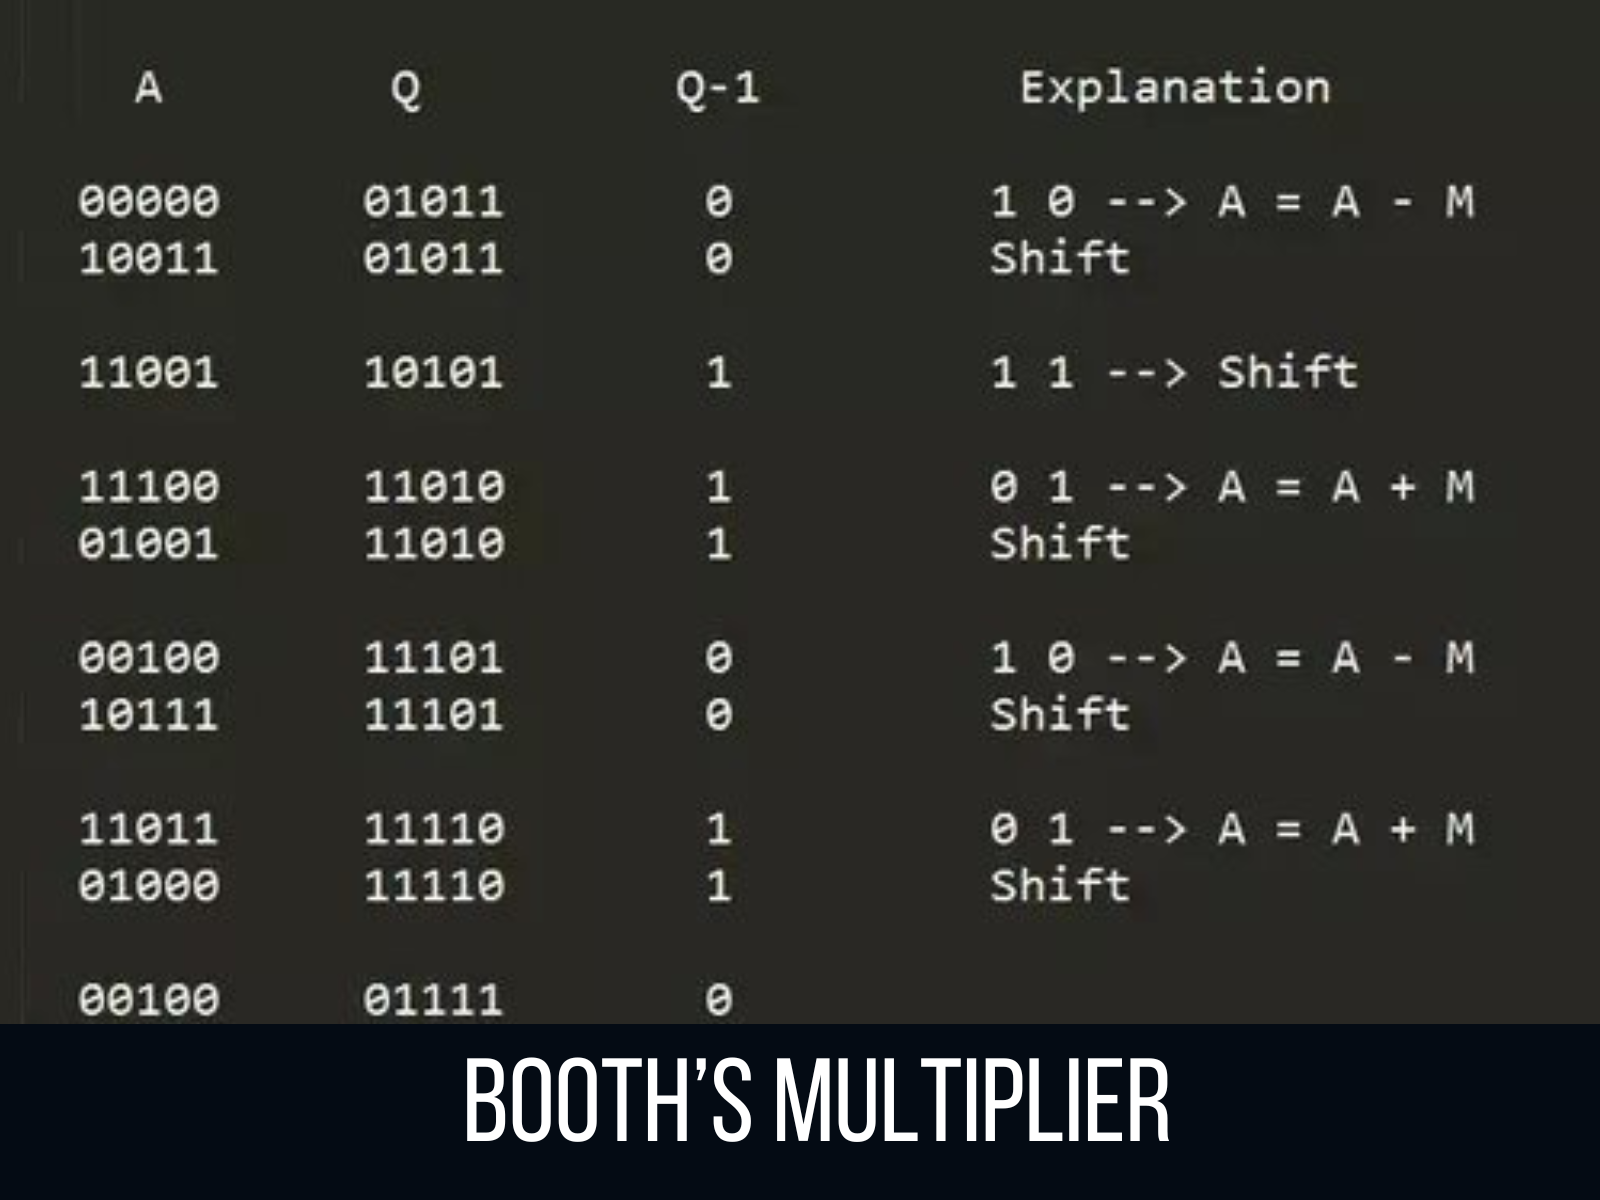 A Q Q-1 Explanation
00000 01011 0 1 0 --> A = A - M
10011 01011 0 Shift
11001 10101 1 1 1 --> Shift
11100 11010 1 0 1 --> A = A + M
01001 11010 1 Shift
00100 11101 0 1 0 --> A = A - M
10111 11101 0 Shift
11011 11110 1 0 1 --> A = A + M
01000 11110 1 Shift
00100 01111 0
BOOTH'S MULTIPLIER